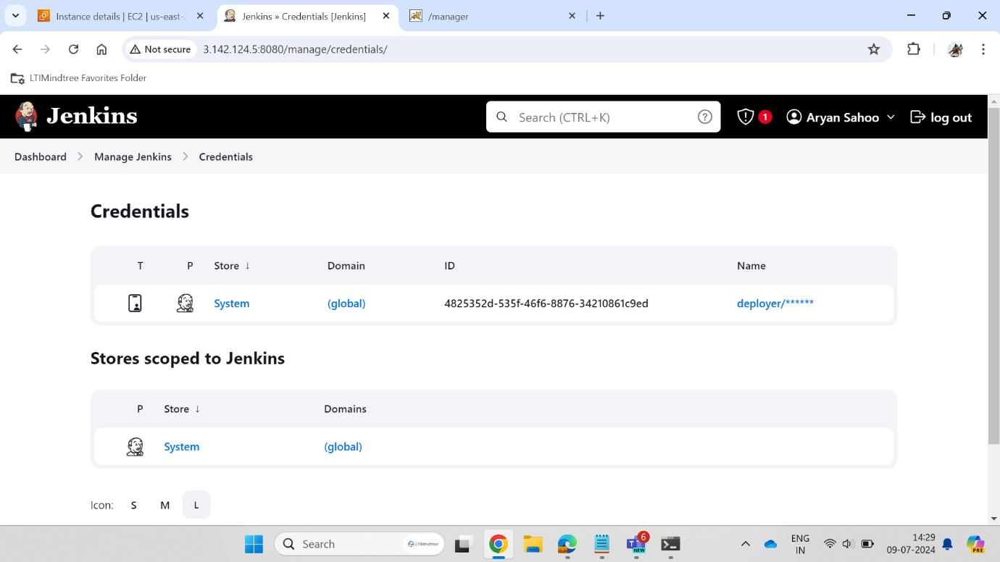 Instance details | EC2 | us-east-2
Jenkins » Credentials [Jenkins]
/manager
Not secure
3.142.124.5:8080/manage/credentials/
LTIMindtree Favorites Folder
Jenkins
Search (CTRL+K)
?
1
Aryan Sahoo
log out
Dashboard
Manage Jenkins
Credentials
Credentials
T P Store ↓ Domain ID Name
System (global) 4825352d-535f-46f6-8876-34210861c9ed deployer/******
Stores scoped to Jenkins
P Store ↓ Domains
System (global)
Icon: S M L
Search
LTIMindtree
6
NEW
ENG
IN
14:29
09-07-2024
PRE